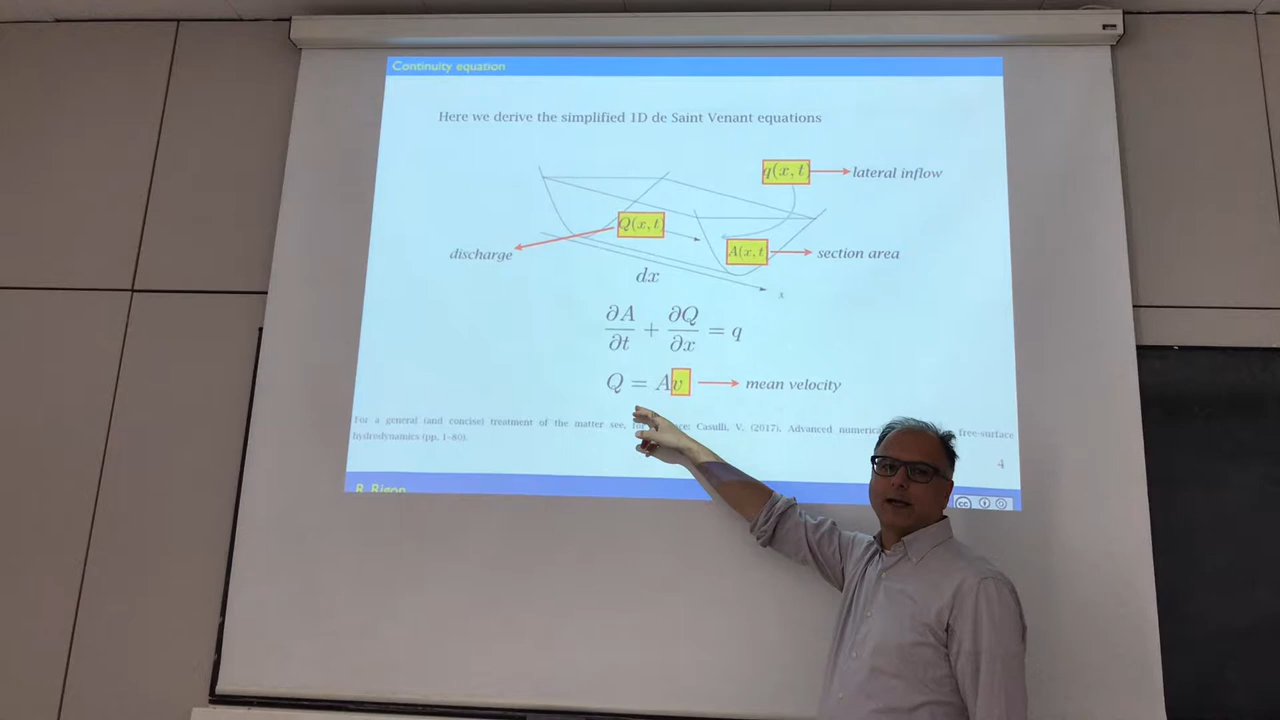 Continuity equation
Here we derive the simplified 1D de Saint Venant equations
q(x, t)
lateral inflow
Q(x, t)
discharge
A(x, t
section area
dx
x
∂A/∂t + ∂Q/∂x = q
Q = Av
mean velocity
For a general (and concise) treatment of the matter see, Casulli, V. (2017). Advanced free-surface
hydrodynamics (pp. 1–80).
4
R. Rigon
cc